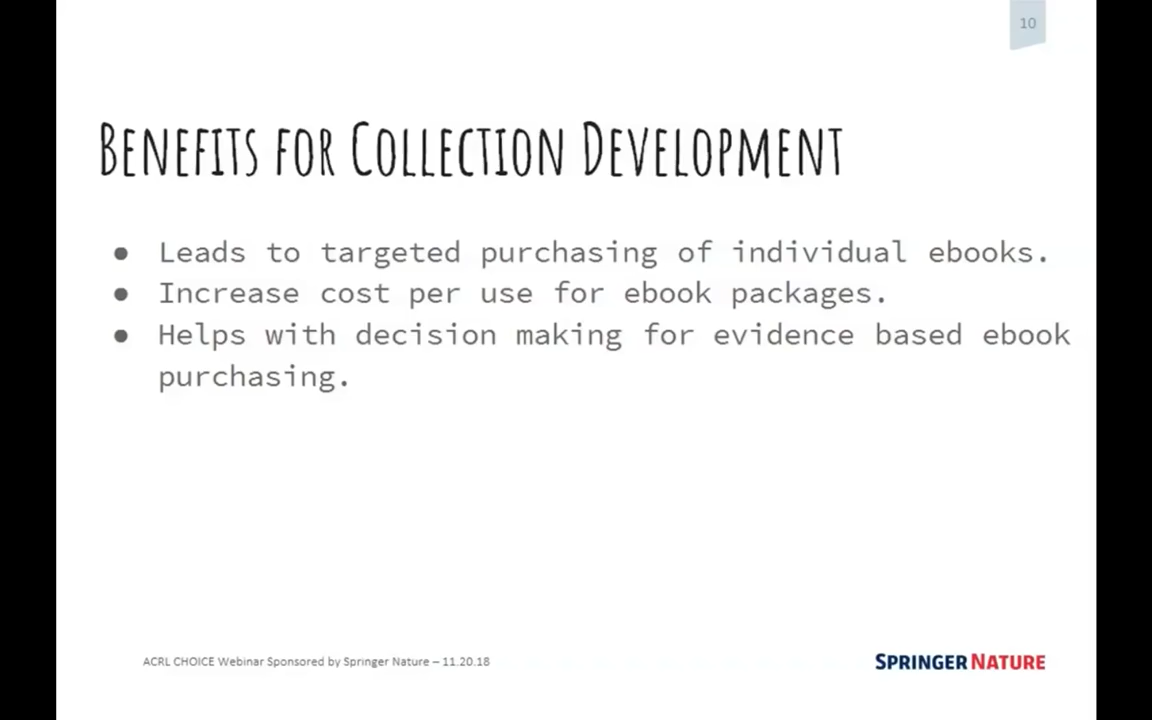 10
Benefits for Collection Development
● Leads to targeted purchasing of individual ebooks.
● Increase cost per use for ebook packages.
● Helps with decision making for evidence based ebook
purchasing.
ACRL CHOICE Webinar Sponsored by Springer Nature – 11.20.18
SPRINGER NATURE